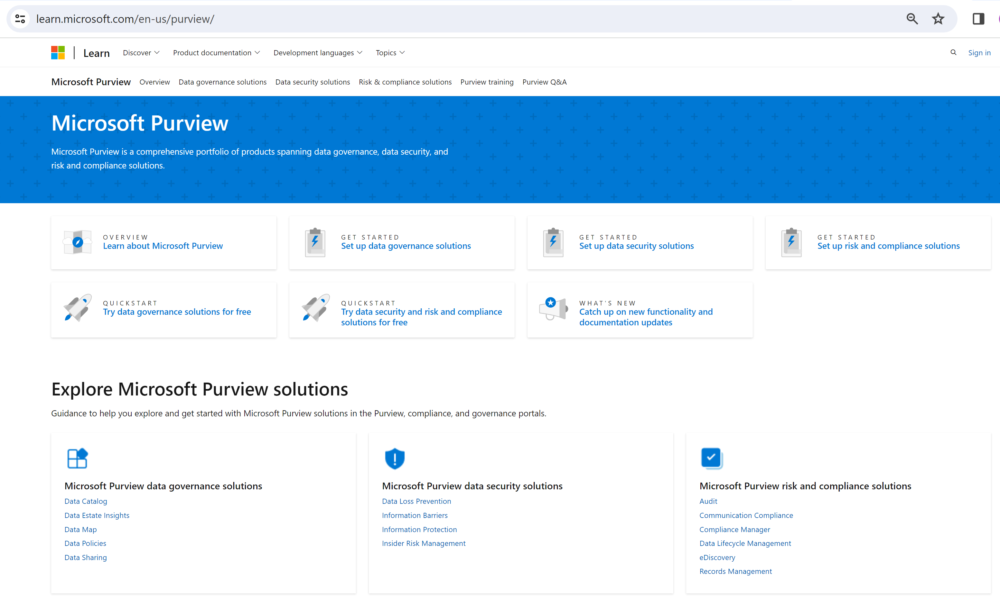 learn.microsoft.com/en-us/purview/
Learn Discover Product documentation Development languages Topics Sign in
Microsoft Purview Overview Data governance solutions Data security solutions Risk & compliance solutions Purview training Purview Q&A
Microsoft Purview
Microsoft Purview is a comprehensive portfolio of products spanning data governance, data security, and
risk and compliance solutions.
OVERVIEW
Learn about Microsoft Purview
GET STARTED
Set up data governance solutions
GET STARTED
Set up data security solutions
GET STARTED
Set up risk and compliance solutions
QUICKSTART
Try data governance solutions for free
QUICKSTART
Try data security and risk and compliance
solutions for free
WHAT'S NEW
Catch up on new functionality and
documentation updates
Explore Microsoft Purview solutions
Guidance to help you explore and get started with Microsoft Purview solutions in the Purview, compliance, and governance portals.
Microsoft Purview data governance solutions
Data Catalog
Data Estate Insights
Data Map
Data Policies
Data Sharing
Microsoft Purview data security solutions
Data Loss Prevention
Information Barriers
Information Protection
Insider Risk Management
Microsoft Purview risk and compliance solutions
Audit
Communication Compliance
Compliance Manager
Data Lifecycle Management
eDiscovery
Records Management